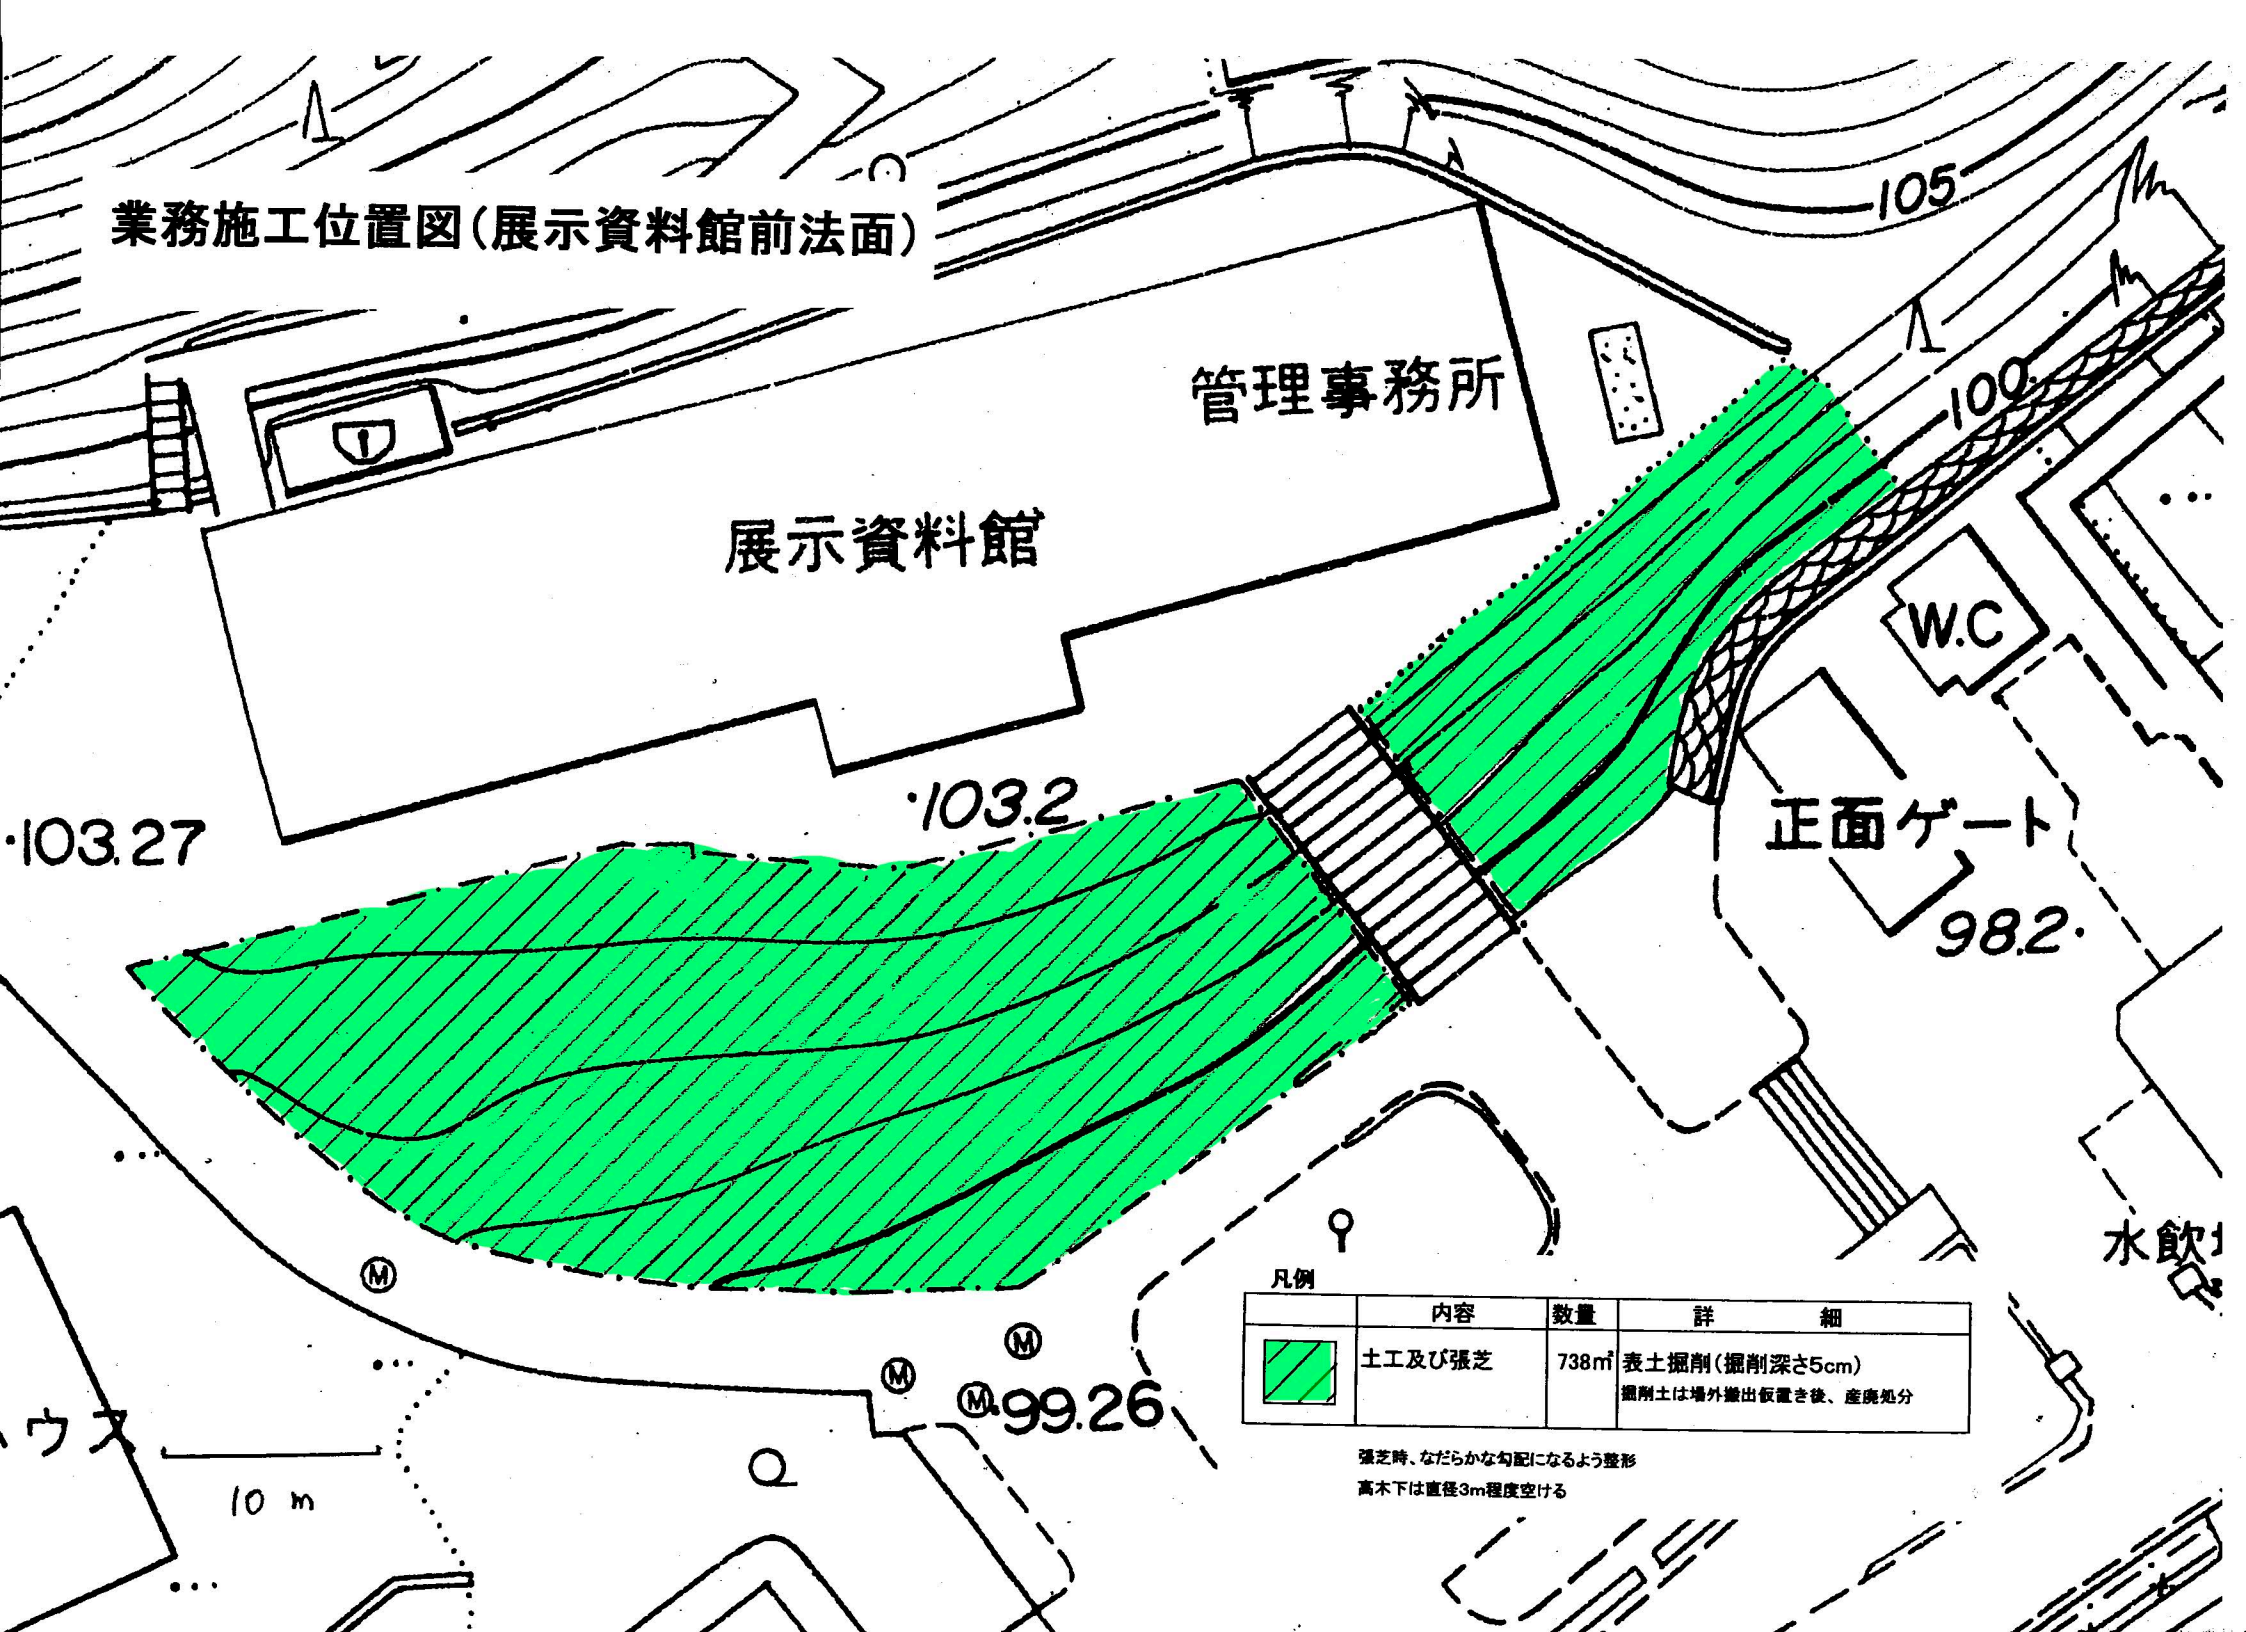 105
業務施工位置図(展示資料館前法面)
管理事務所
100
展示資料館
W.C
103.2
正面ゲート
103.27
98.2
水飲
凡例
内容 数量 詳 細
土工及び張芝 738㎡ 表土掘削(掘削深さ5cm)
掘削土は場外搬出仮置き後、産廃処分
M
M
M
M
99.26
ウス
10 m
張芝時、なだらかな勾配になるよう整形
高木下は直径3m程度空ける